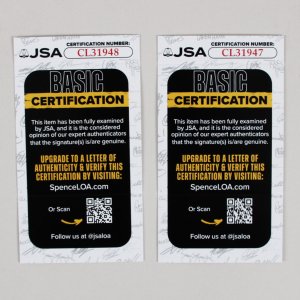 JSA CERTIFICATION NUMBER:
CL31948
BASIC
CERTIFICATION
This item has been fully examined
by JSA, and it is the considered
opinion of our expert authenticators
that the signature(s) is/are genuine.
UPGRADE TO A LETTER OF
AUTHENTICITY & VERIFY THIS
CERTIFICATION BY VISITING:
SpenceLOA.com
Or Scan
Follow us at @jsaloa
JSA CERTIFICATION NUMBER:
CL31947
BASIC
CERTIFICATION
This item has been fully examined
by JSA, and it is the considered
opinion of our expert authenticators
that the signature(s) is/are genuine.
UPGRADE TO A LETTER OF
AUTHENTICITY & VERIFY THIS
CERTIFICATION BY VISITING:
SpenceLOA.com
Or Scan
Follow us at @jsaloa